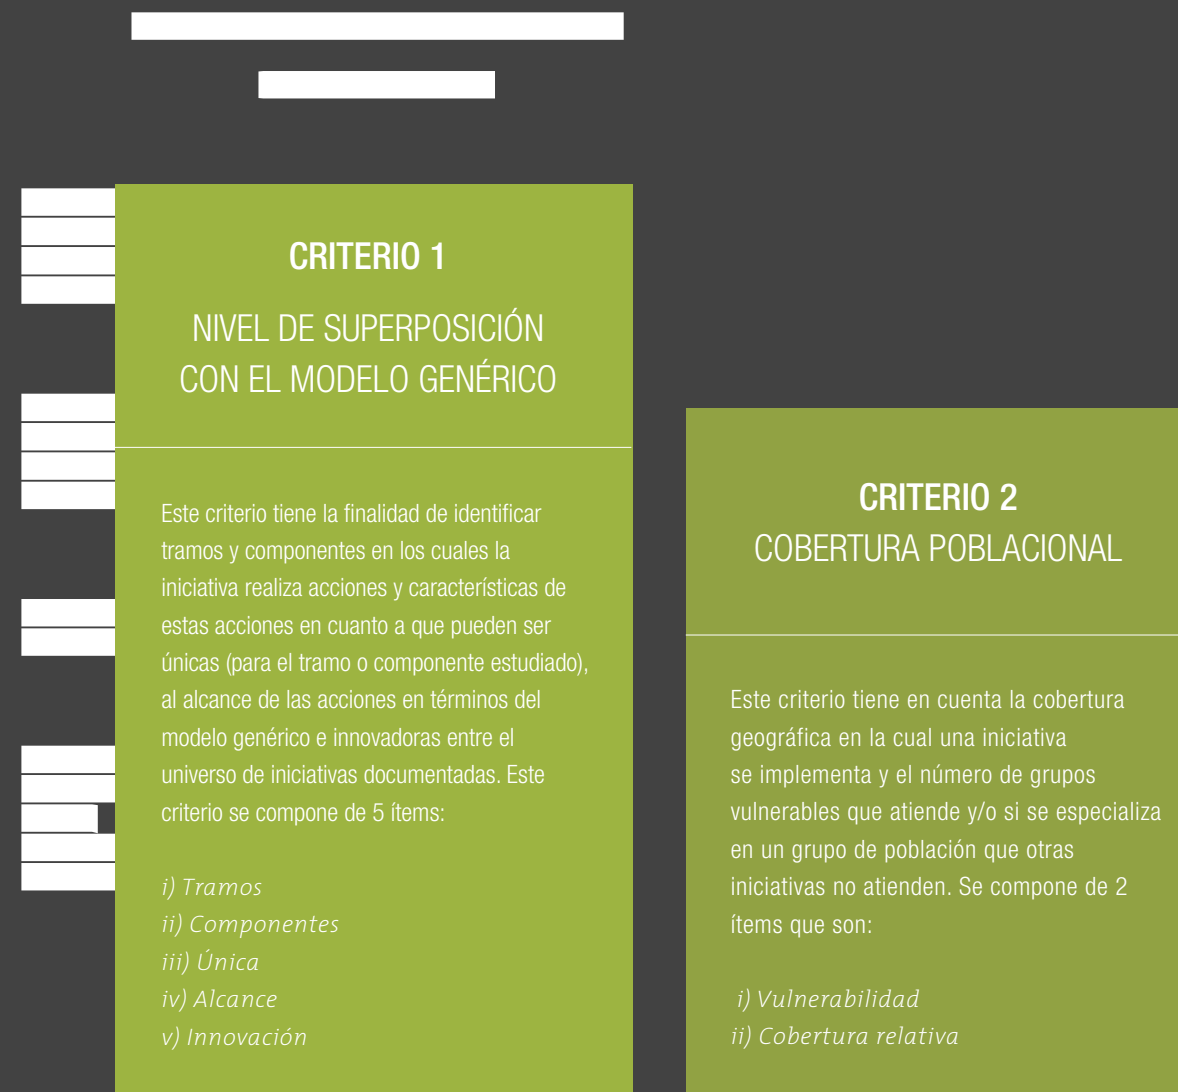 CRITERIO 1
NIVEL DE SUPERPOSICIÓN
CON EL MODELO GENÉRICO
Este criterio tiene la finalidad de identificar
tramos y componentes en los cuales la
iniciativa realiza acciones y características de
estas acciones en cuanto a que pueden ser
únicas (para el tramo o componente estudiado),
al alcance de las acciones en términos del
modelo genérico e innovadoras entre el
universo de iniciativas documentadas. Este
criterio se compone de 5 ítems:
i) Tramos
ii) Componentes
iii) Única
iv) Alcance
v) Innovación
CRITERIO 2
COBERTURA POBLACIONAL
Este criterio tiene en cuenta la cobertura
geográfica en la cual una iniciativa
se implementa y el número de grupos
vulnerables que atiende y/o si se especializa
en un grupo de población que otras
iniciativas no atienden. Se compone de 2
ítems que son:
i) Vulnerabilidad
ii) Cobertura relativa